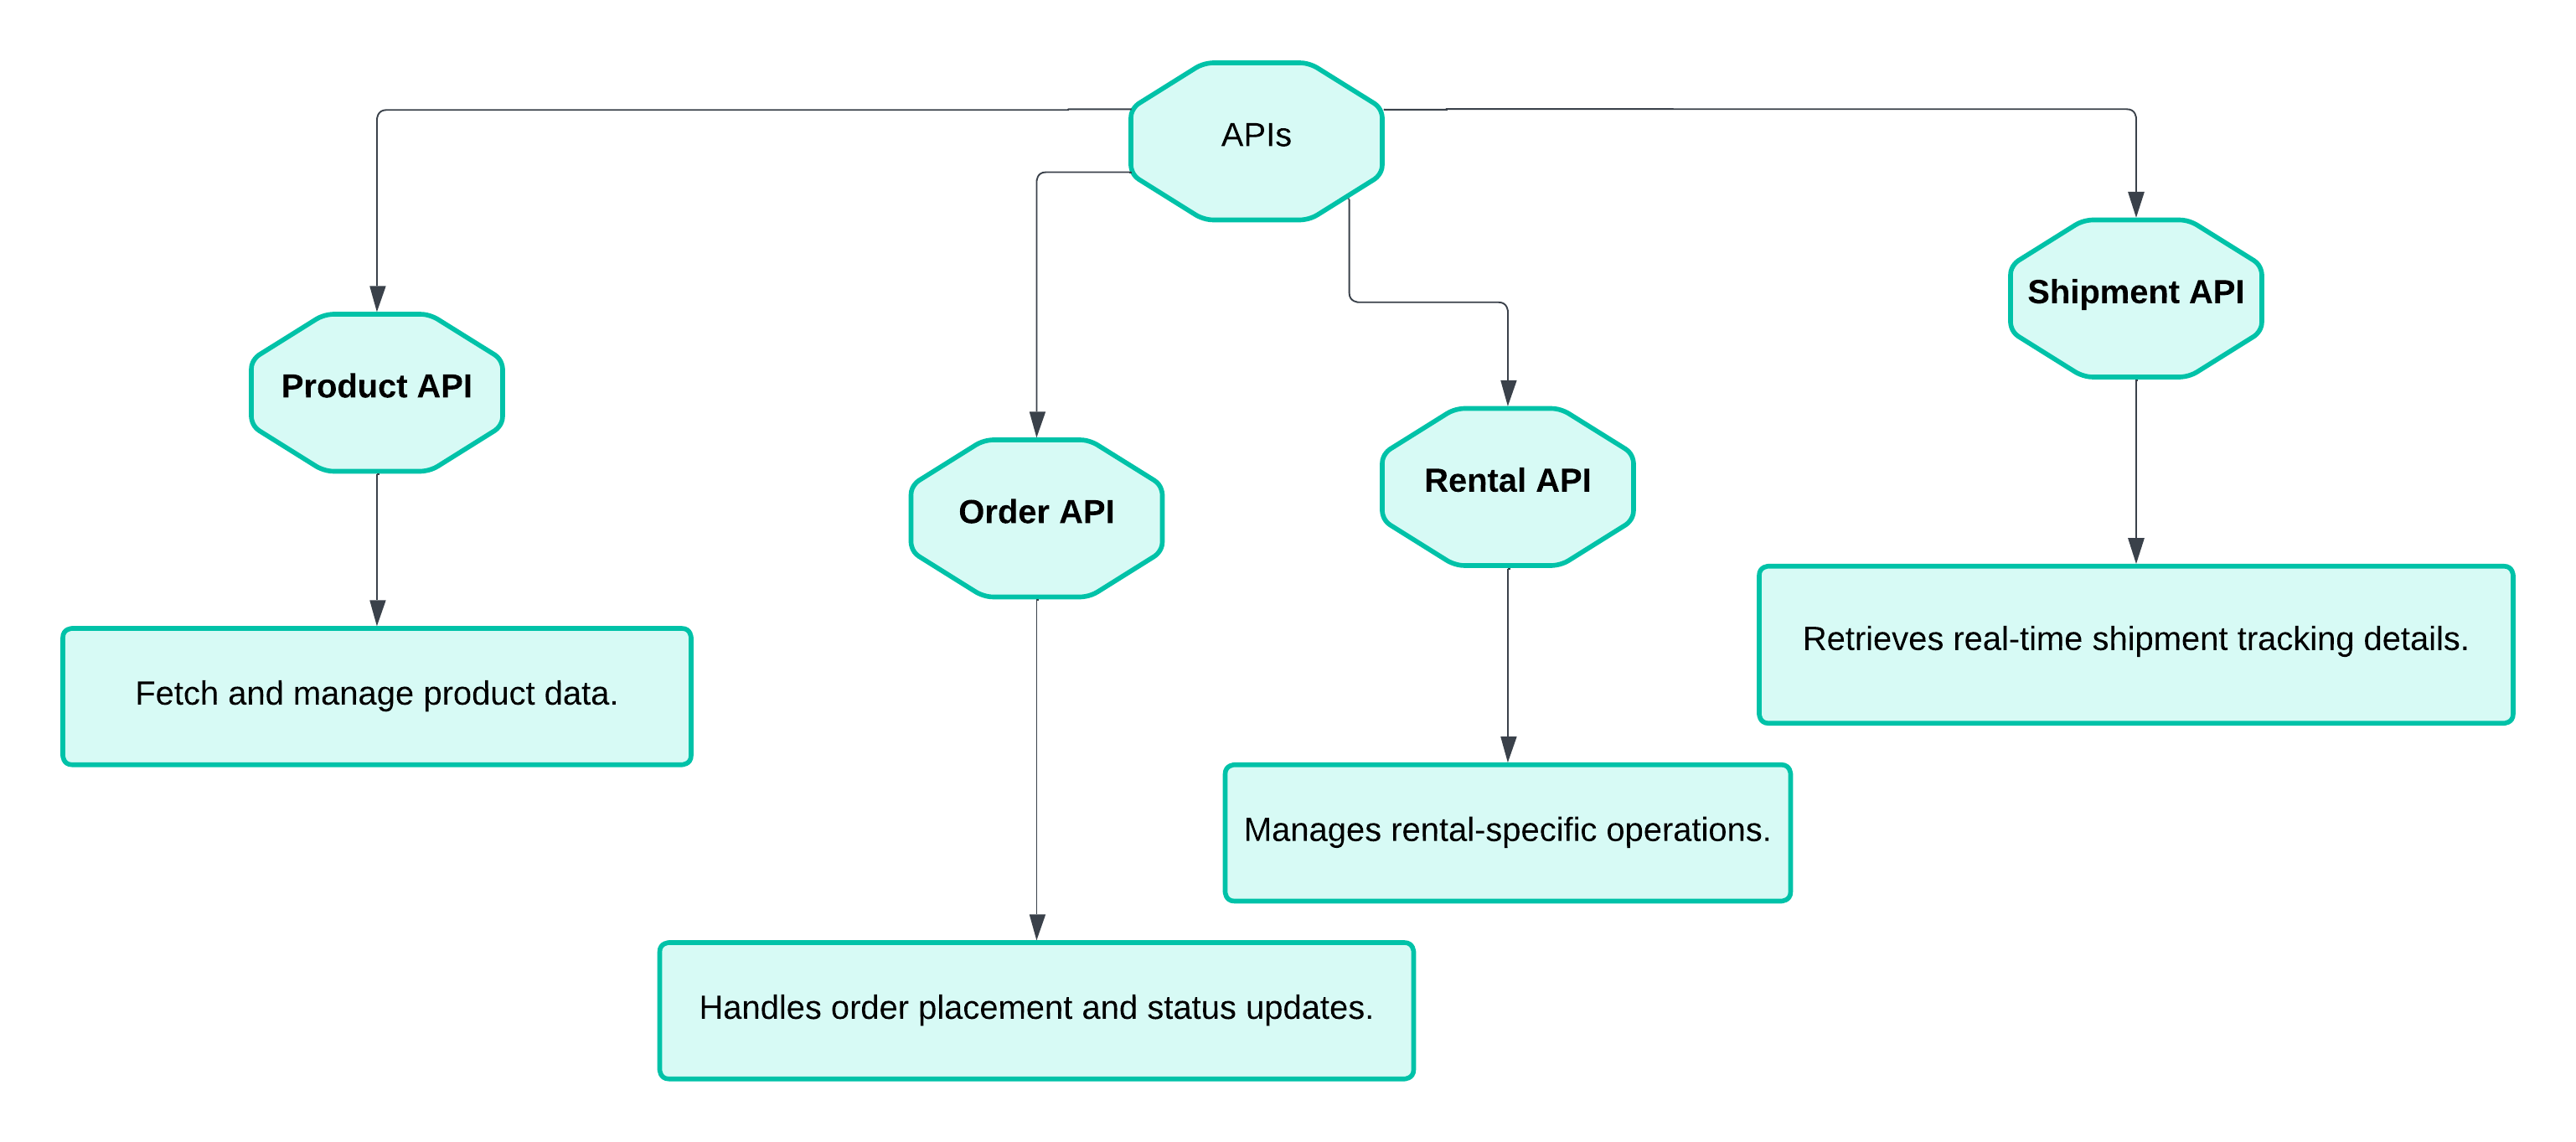 APIs
Product API
Order API
Rental API
Shipment API
Fetch and manage product data.
Handles order placement and status updates.
Manages rental-specific operations.
Retrieves real-time shipment tracking details.